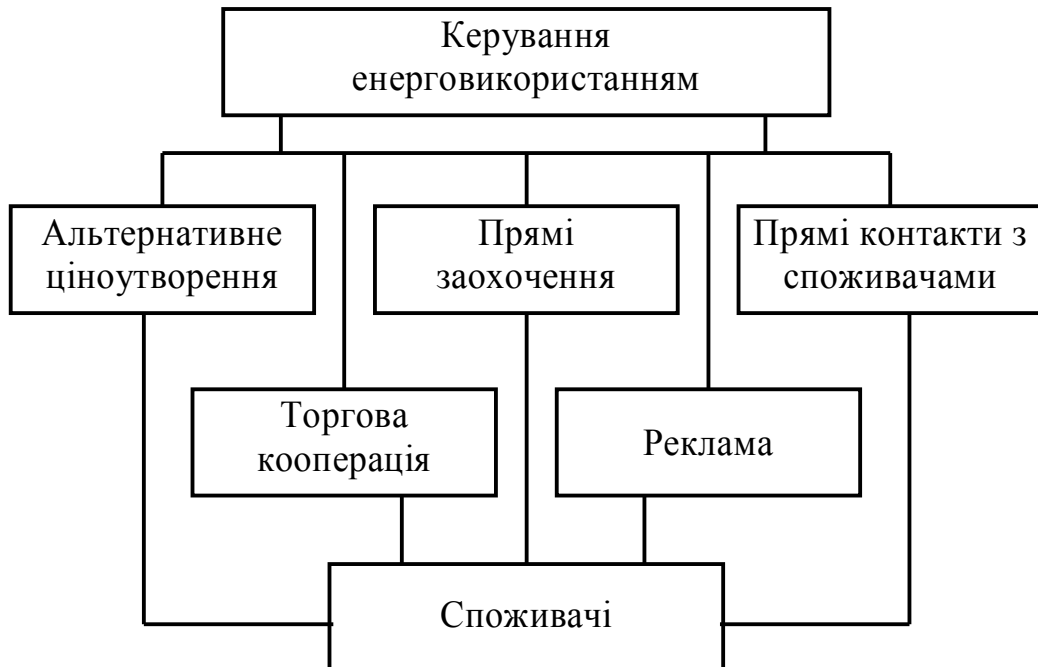 Керування
енерговикористанням
Альтернативне
ціноутворення
Прямі
заохочення
Прямі контакти з
споживачами
Торгова
кооперація
Реклама
Споживачі